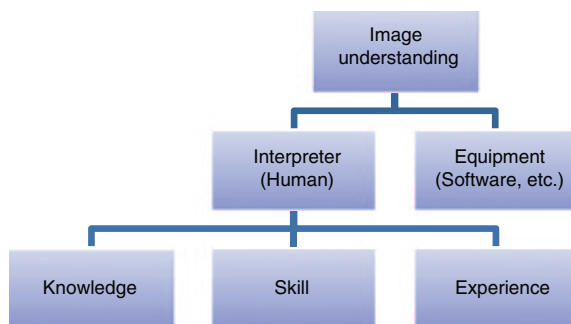 Image
understanding
Interpreter
(Human)
Equipment
(Software, etc.)
Knowledge
Skill
Experience